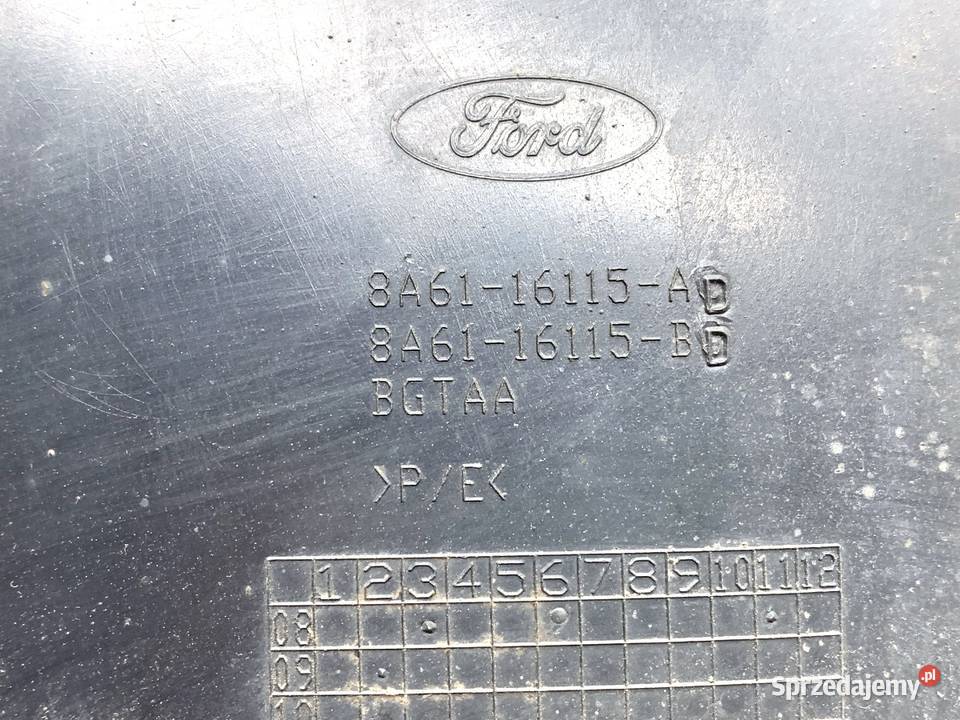 Ford
8A61-16115-AD
8A61-16115-BD
BGTAA
>P/E<
1 2 3 4 5 6 7 8 9 10 11 12
08
09
Sprzedajemy.pl